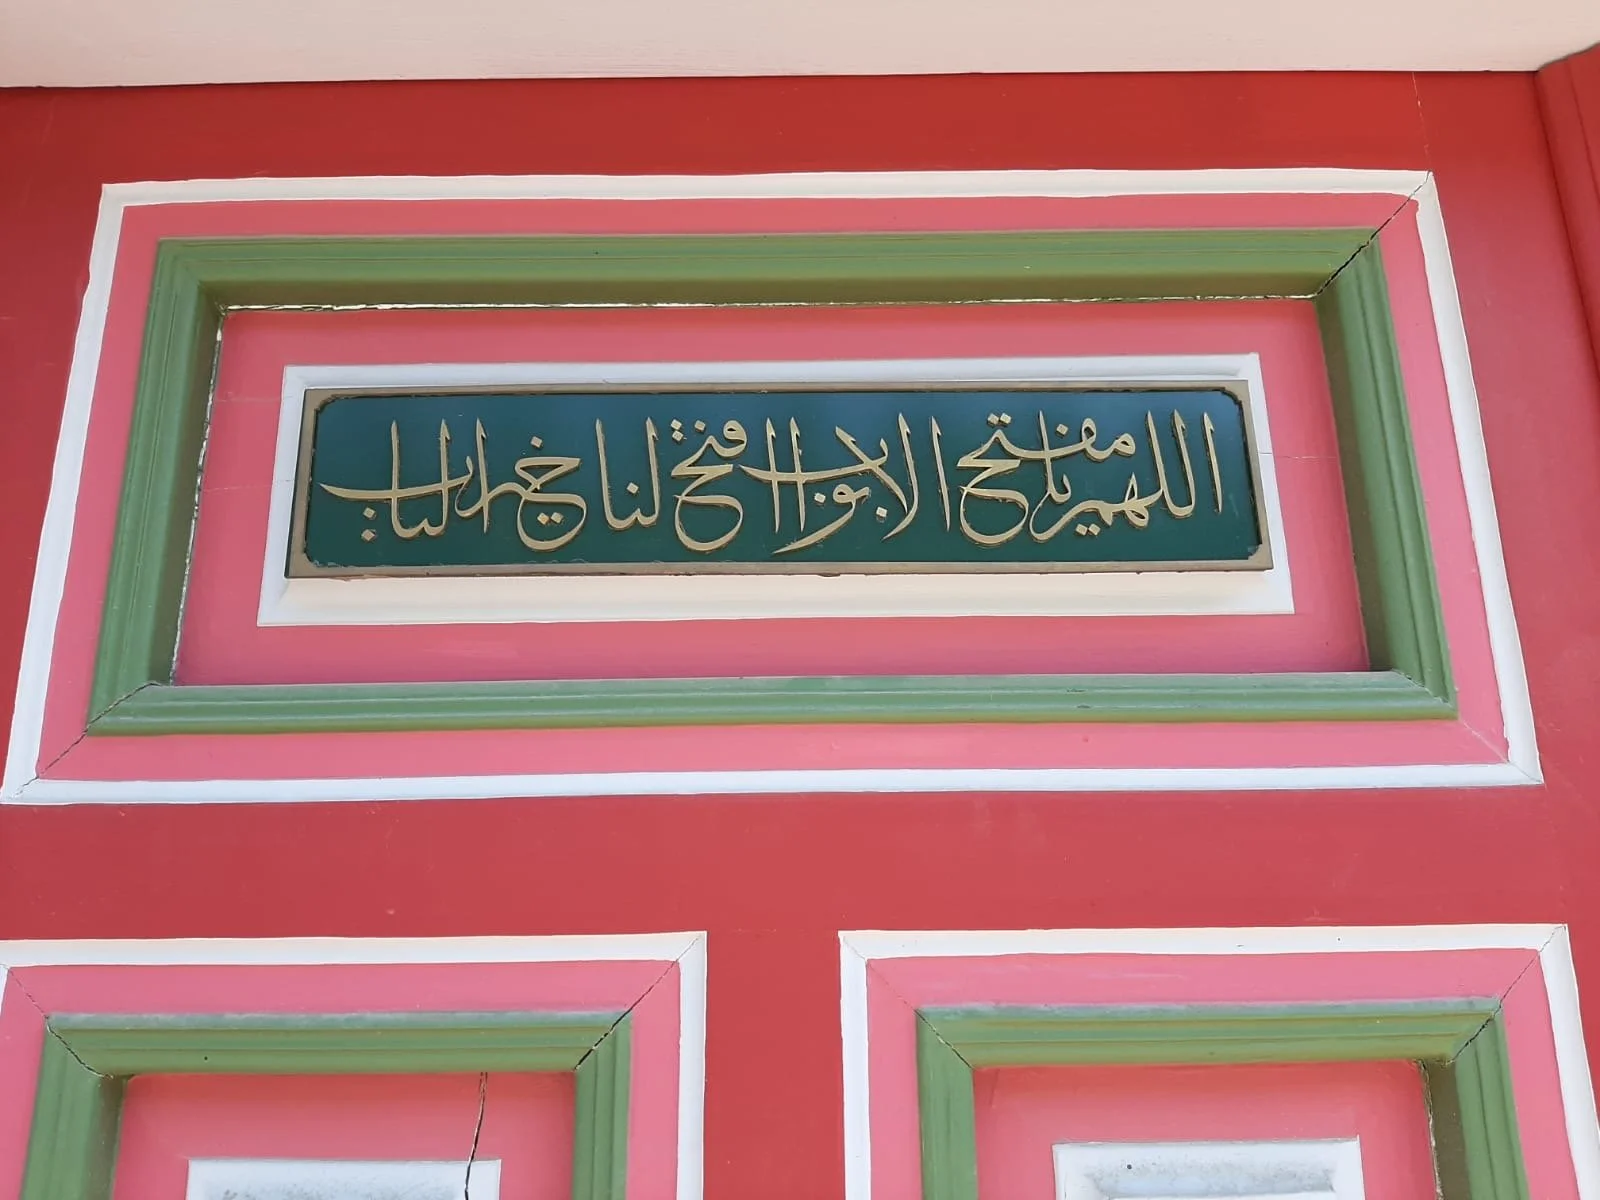 اللهم يا مفتح الابواب افتح لنا خير الباب